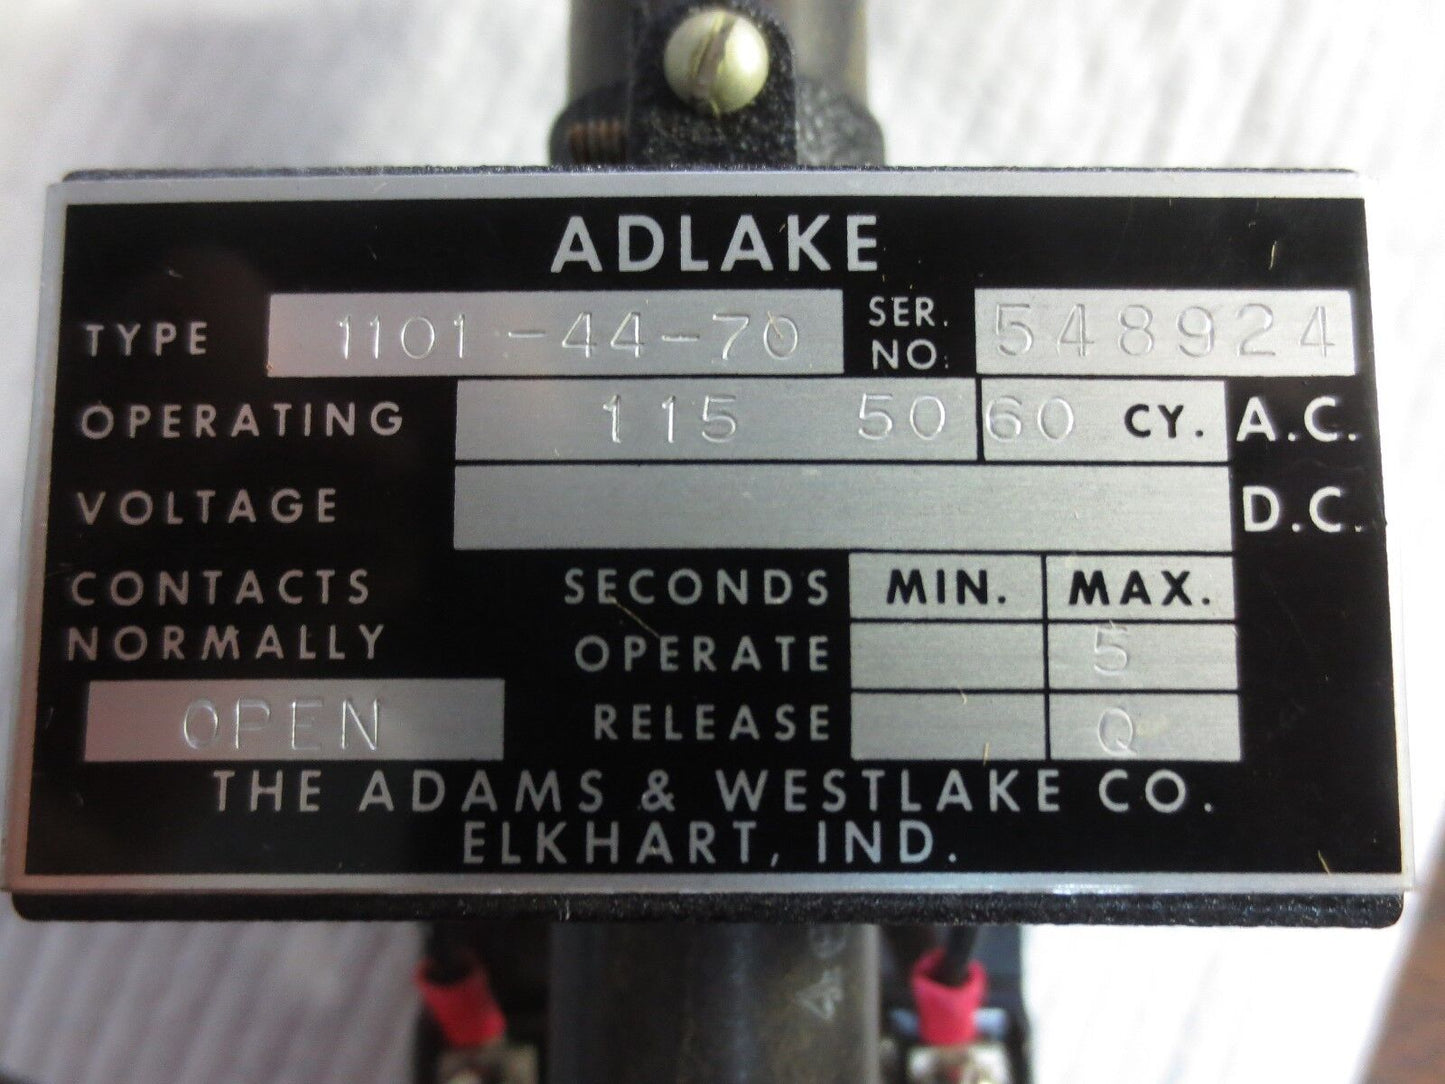 ADLAKE
TYPE 1101-44-70 SER. NO: 548924
OPERATING 115 50 60 CY. A.C.
VOLTAGE D.C.
CONTACTS SECONDS MIN. MAX.
NORMALLY OPERATE 5
OPEN RELEASE Q
THE ADAMS & WESTLAKE CO.
ELKHART, IND.